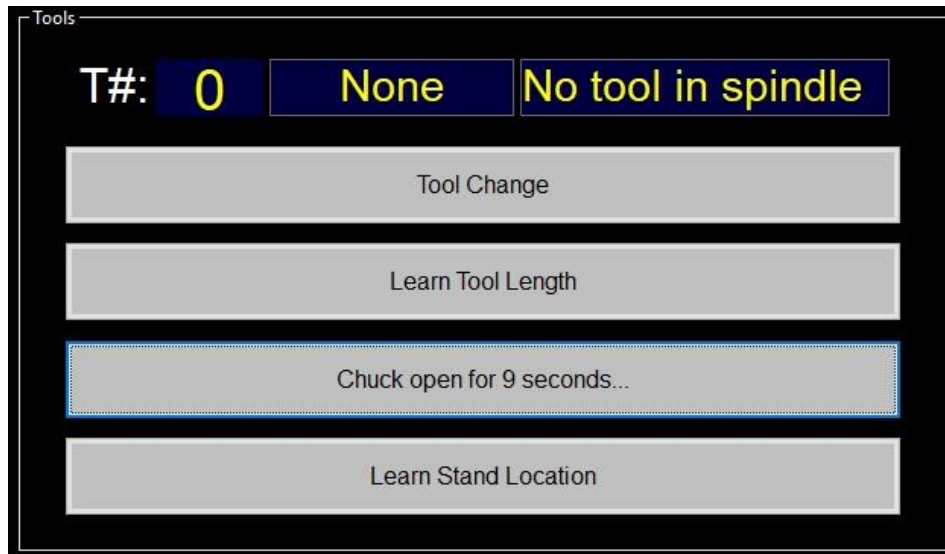 Tools
T#: 0 None No tool in spindle
Tool Change
Learn Tool Length
Chuck open for 9 seconds...
Learn Stand Location